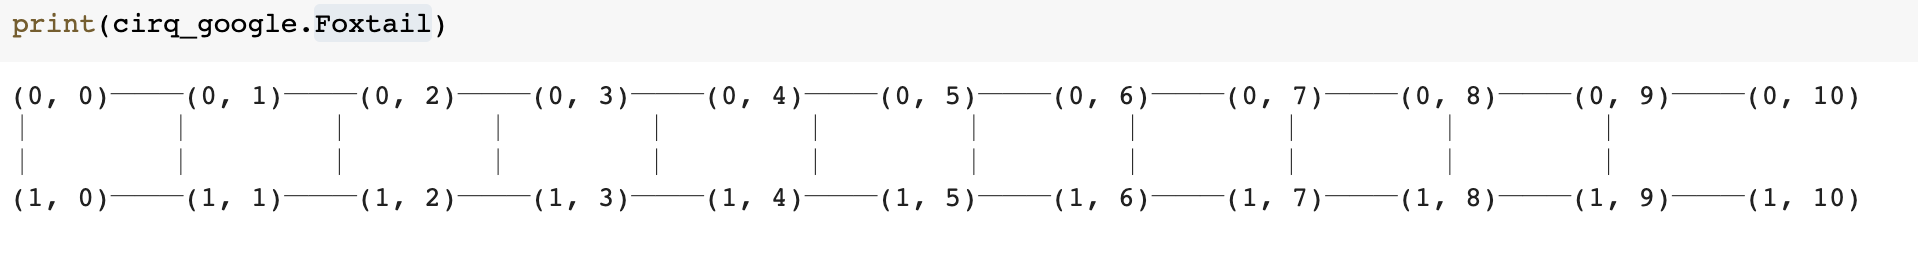 print(cirq_google.Foxtail)
(0, 0)────(0, 1)────(0, 2)────(0, 3)────(0, 4)────(0, 5)────(0, 6)────(0, 7)────(0, 8)────(0, 9)────(0, 10)
│         │         │         │         │         │         │         │         │         │         │
│         │         │         │         │         │         │         │         │         │         │
(1, 0)────(1, 1)────(1, 2)────(1, 3)────(1, 4)────(1, 5)────(1, 6)────(1, 7)────(1, 8)────(1, 9)────(1, 10)